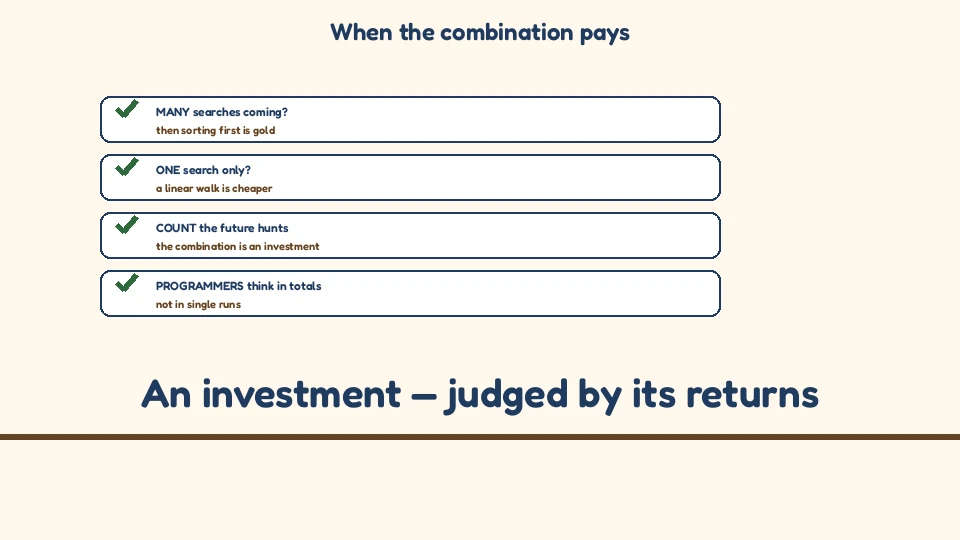 When the combination pays
MANY searches coming?
then sorting first is gold
ONE search only?
a linear walk is cheaper
COUNT the future hunts
the combination is an investment
PROGRAMMERS think in totals
not in single runs
An investment — judged by its returns